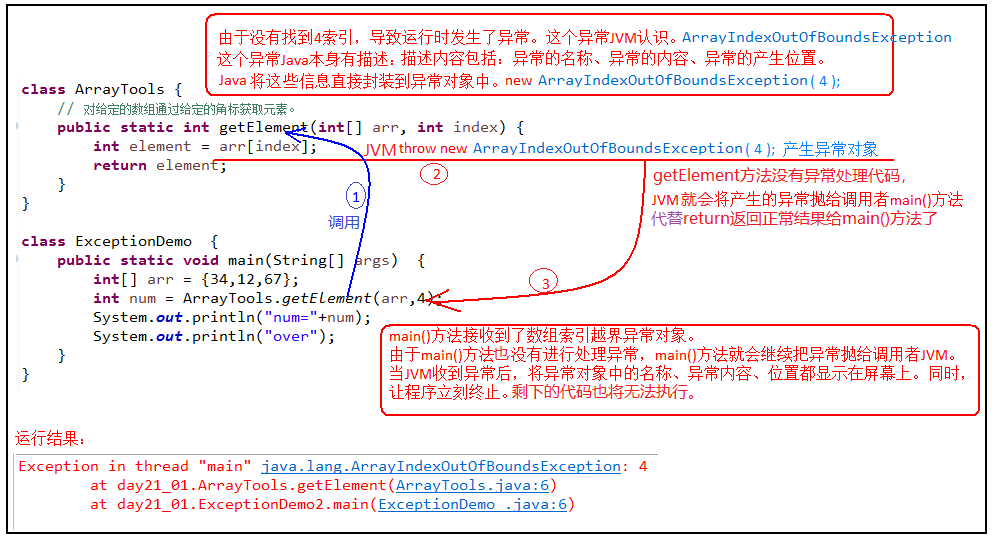 由于没有找到4索引，导致运行时发生了异常。这个异常JVM认识。ArrayIndexOutOfBoundsException
这个异常Java本身有描述：描述内容包括：异常的名称、异常的内容、异常的产生位置。
Java 将这些信息直接封装到异常对象中。new ArrayIndexOutOfBoundsException( 4 );
class ArrayTools {
// 对给定的数组通过给定的角标获取元素。
public static int getElement(int[] arr, int index) {
int element = arr[index];
JVM throw new ArrayIndexOutOfBoundsException( 4 ); 产生异常对象
return element;
}
}
2
getElement方法没有异常处理代码，
JVM 就会将产生的异常抛给调用者main()方法
代替return返回正常结果给main()方法了
1
调用
class ExceptionDemo {
public static void main(String[] args) {
int[] arr = {34,12,67};
int num = ArrayTools.getElement(arr,4);
3
System.out.println("num="+num);
System.out.println("over");
}
}
main()方法接收到了数组索引越界异常对象。
由于main()方法也没有进行处理异常，main()方法就会继续把异常抛给调用者JVM。
当JVM收到异常后，将异常对象中的名称、异常内容、位置都显示在屏幕上。同时，
让程序立刻终止。剩下的代码也将无法执行。
运行结果：
Exception in thread "main" java.lang.ArrayIndexOutOfBoundsException: 4
at day21_01.ArrayTools.getElement(ArrayTools.java:6)
at day21_01.ExceptionDemo2.main(ExceptionDemo .java:6)